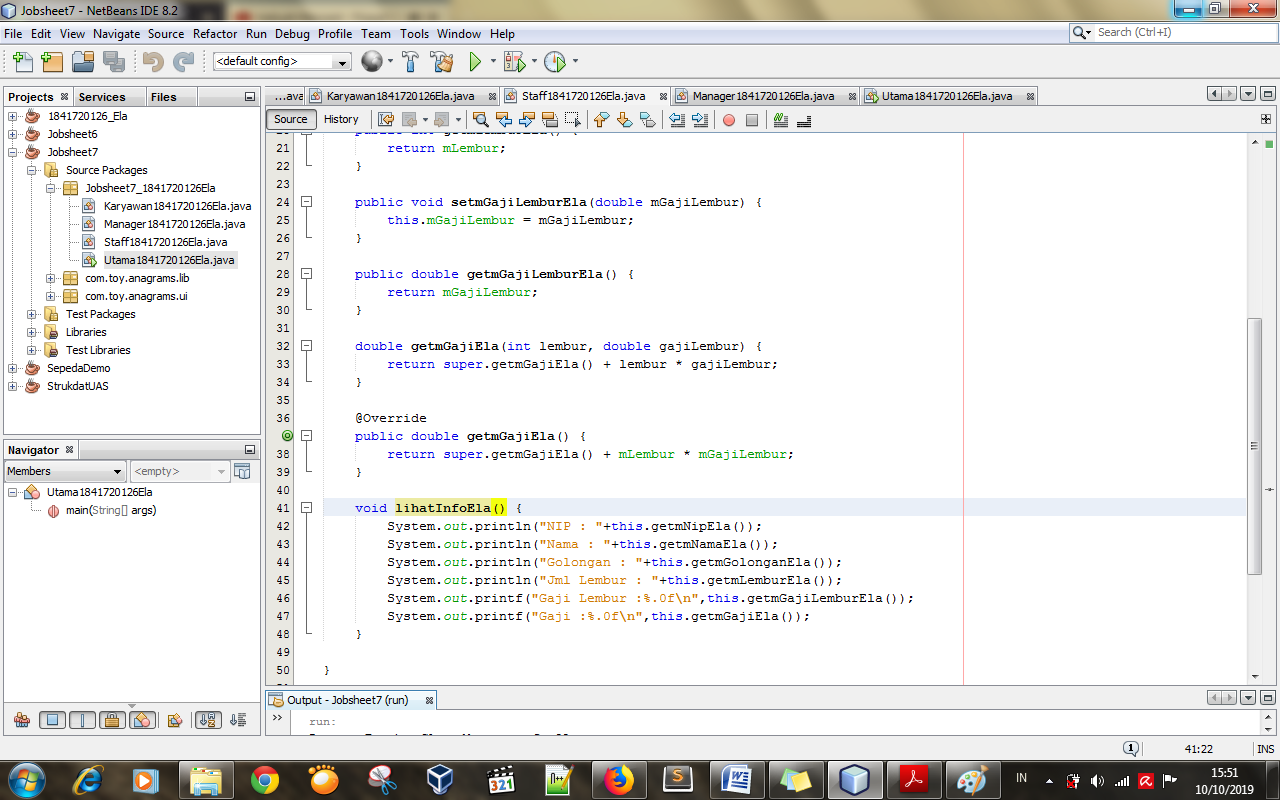 Jobsheet7 - NetBeans IDE 8.2
File Edit View Navigate Source Refactor Run Debug Profile Team Tools Window Help
Search (Ctrl+I)
<default config>
Projects Services Files
1841720126_Ela
Jobsheet6
Jobsheet7
Source Packages
Jobsheet7_1841720126Ela
Karyawan1841720126Ela.java
Manager1841720126Ela.java
Staff1841720126Ela.java
Utama1841720126Ela.java
com.toy.anagrams.lib
com.toy.anagrams.ui
Test Packages
Libraries
Test Libraries
SepedaDemo
StrukdatUAS
Navigator
Members <empty>
Utama1841720126Ela
main(String[] args)
...ava Karyawan1841720126Ela.java Staff1841720126Ela.java Manager1841720126Ela.java Utama1841720126Ela.java
Source History
21 return mLembur;
22 }
23
24 public void setmGajiLemburEla(double mGajiLembur) {
25 this.mGajiLembur = mGajiLembur;
26 }
27
28 public double getmGajiLemburEla() {
29 return mGajiLembur;
30 }
31
32 double getmGajiEla(int lembur, double gajiLembur) {
33 return super.getmGajiEla() + lembur * gajiLembur;
34 }
35
36 @Override
public double getmGajiEla() {
38 return super.getmGajiEla() + mLembur * mGajiLembur;
39 }
40
41 void lihatInfoEla() {
42 System.out.println("NIP : "+this.getmNipEla());
43 System.out.println("Nama : "+this.getmNamaEla());
44 System.out.println("Golongan : "+this.getmGolonganEla());
45 System.out.println("Jml Lembur : "+this.getmLemburEla());
46 System.out.printf("Gaji Lembur :%.0f\n",this.getmGajiLemburEla());
47 System.out.printf("Gaji :%.0f\n",this.getmGajiEla());
48 }
49
50 }
Output - Jobsheet7 (run)
run:
1 41:22 INS
321
IN
15:51
10/10/2019